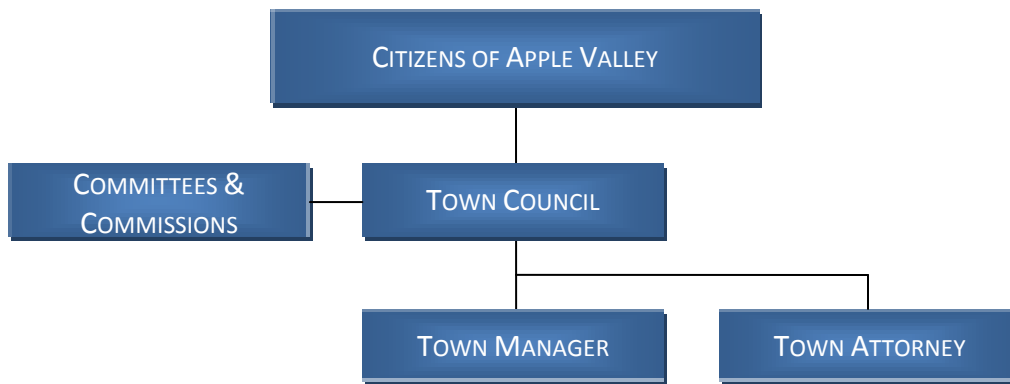 CITIZENS OF APPLE VALLEY
COMMITTEES &
COMMISSIONS
TOWN COUNCIL
TOWN MANAGER
TOWN ATTORNEY